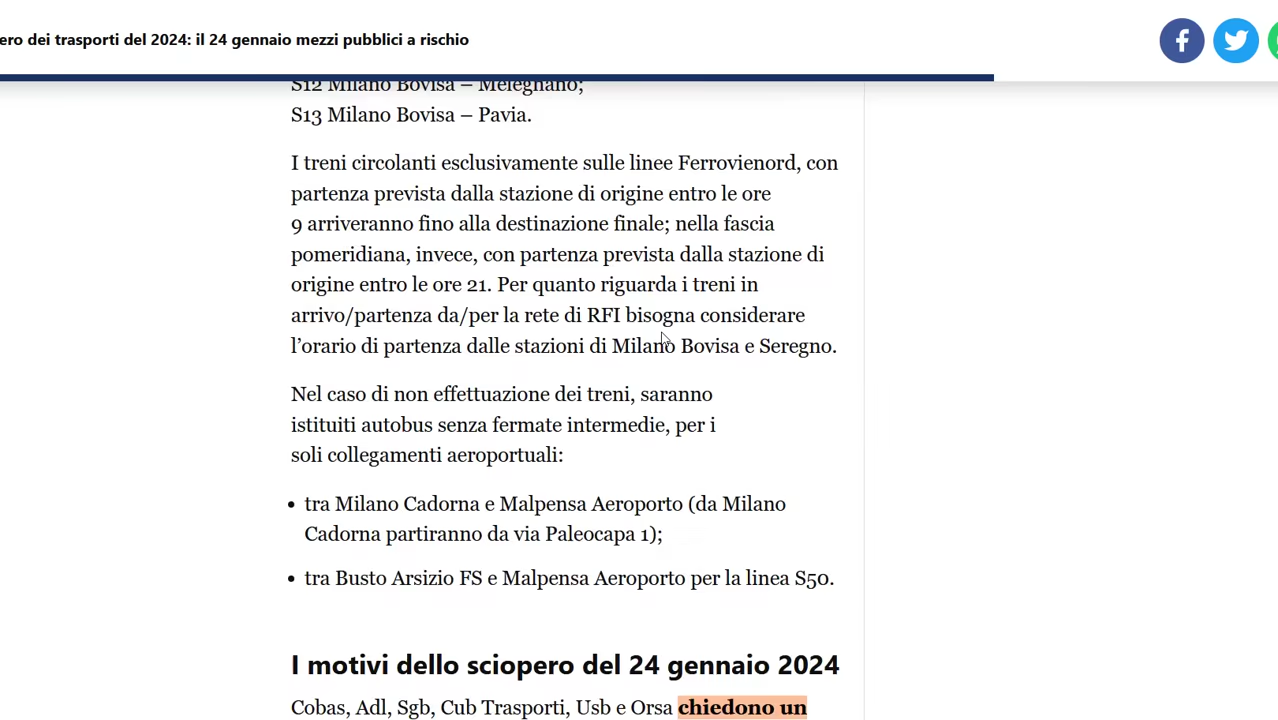 ero dei trasporti del 2024: il 24 gennaio mezzi pubblici a rischio
S12 Milano Bovisa – Melegnano;
S13 Milano Bovisa – Pavia.
I treni circolanti esclusivamente sulle linee Ferrovienord, con
partenza prevista dalla stazione di origine entro le ore
9 arriveranno fino alla destinazione finale; nella fascia
pomeridiana, invece, con partenza prevista dalla stazione di
origine entro le ore 21. Per quanto riguarda i treni in
arrivo/partenza da/per la rete di RFI bisogna considerare
l’orario di partenza dalle stazioni di Milano Bovisa e Seregno.
Nel caso di non effettuazione dei treni, saranno
istituiti autobus senza fermate intermedie, per i
soli collegamenti aeroportuali:
• tra Milano Cadorna e Malpensa Aeroporto (da Milano
Cadorna partiranno da via Paleocapa 1);
• tra Busto Arsizio FS e Malpensa Aeroporto per la linea S50.
I motivi dello sciopero del 24 gennaio 2024
Cobas, Adl, Sgb, Cub Trasporti, Usb e Orsa chiedono un